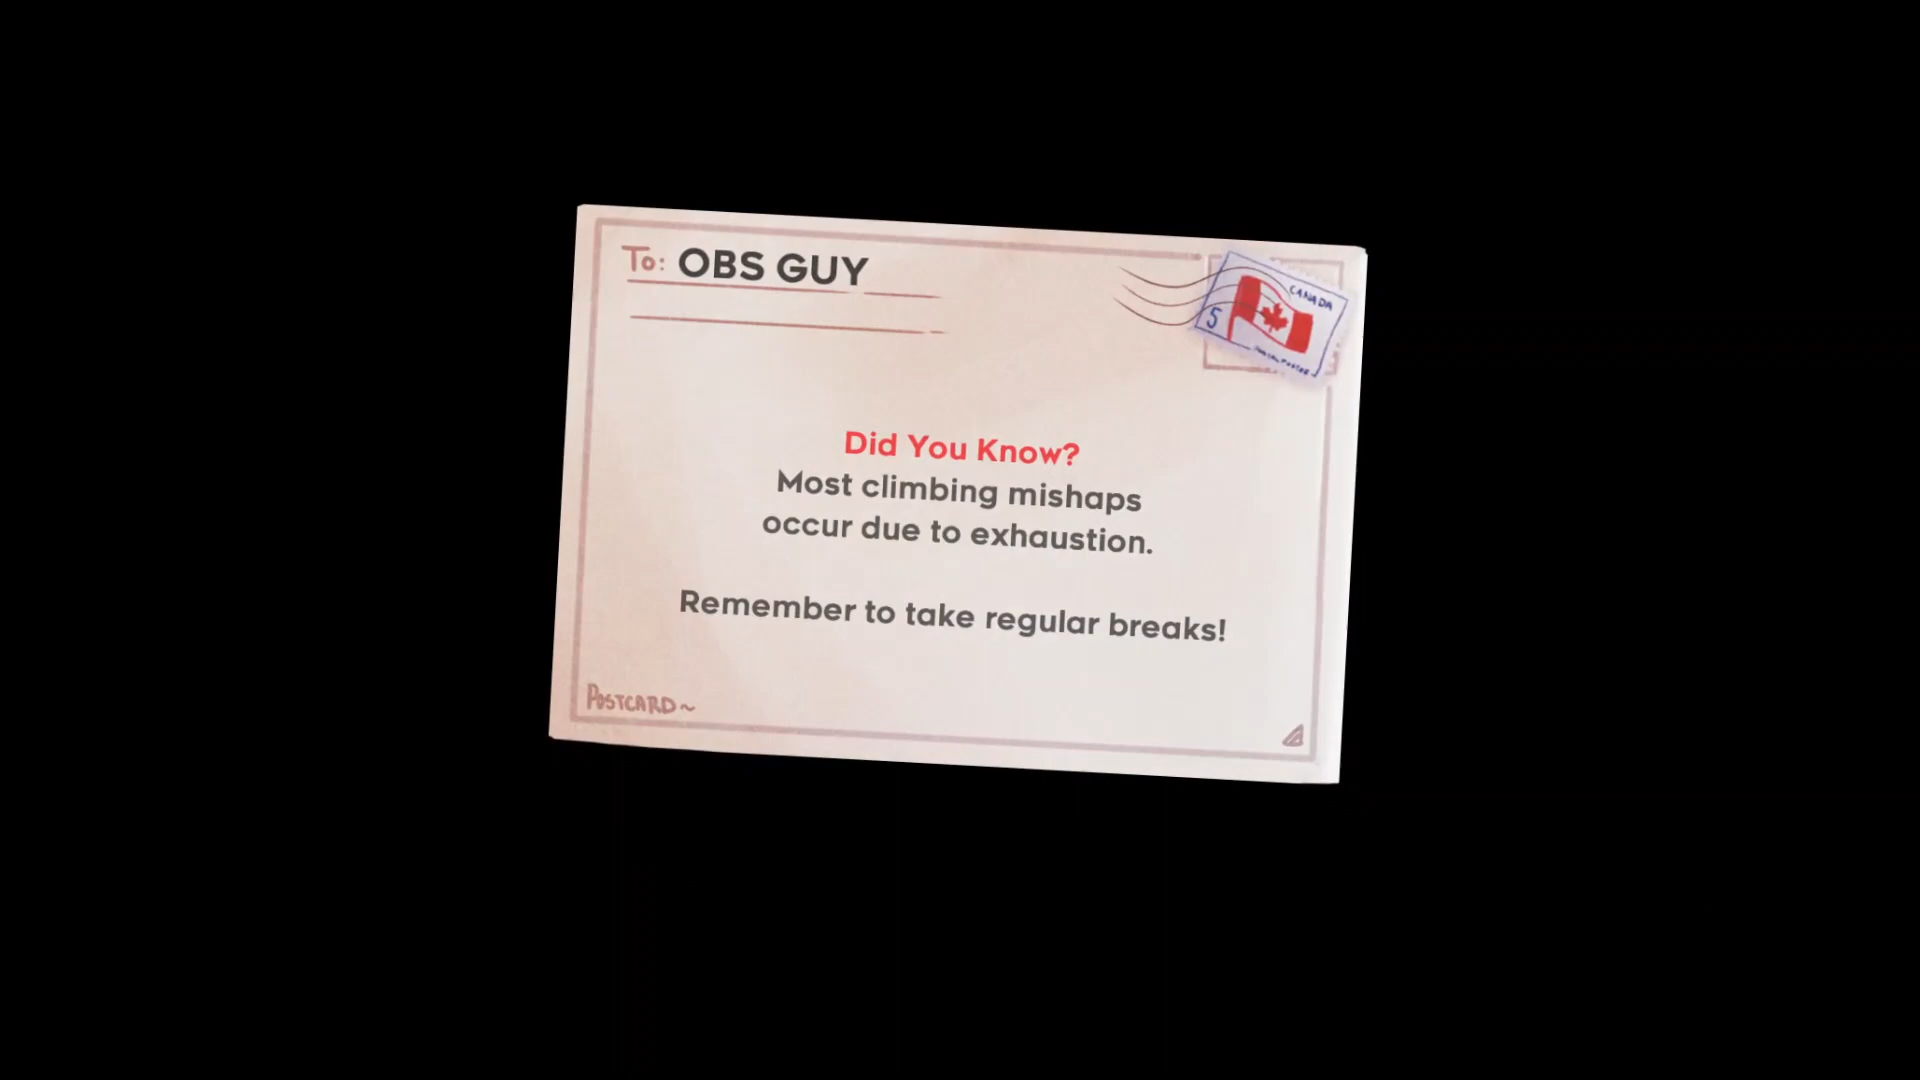 To: OBS GUY
CANADA
5
Did You Know?
Most climbing mishaps
occur due to exhaustion.
Remember to take regular breaks!
POSTCARD~